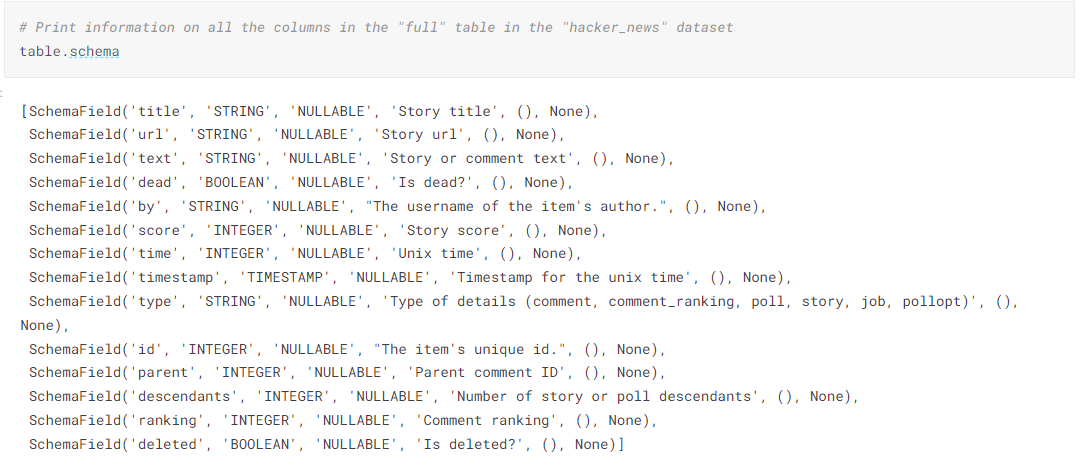 # Print information on all the columns in the "full" table in the "hacker_news" dataset
table.schema
:
[SchemaField('title', 'STRING', 'NULLABLE', 'Story title', (), None),
SchemaField('url', 'STRING', 'NULLABLE', 'Story url', (), None),
SchemaField('text', 'STRING', 'NULLABLE', 'Story or comment text', (), None),
SchemaField('dead', 'BOOLEAN', 'NULLABLE', 'Is dead?', (), None),
SchemaField('by', 'STRING', 'NULLABLE', "The username of the item's author.", (), None),
SchemaField('score', 'INTEGER', 'NULLABLE', 'Story score', (), None),
SchemaField('time', 'INTEGER', 'NULLABLE', 'Unix time', (), None),
SchemaField('timestamp', 'TIMESTAMP', 'NULLABLE', 'Timestamp for the unix time', (), None),
SchemaField('type', 'STRING', 'NULLABLE', 'Type of details (comment, comment_ranking, poll, story, job, pollopt)', (),
None),
SchemaField('id', 'INTEGER', 'NULLABLE', "The item's unique id.", (), None),
SchemaField('parent', 'INTEGER', 'NULLABLE', 'Parent comment ID', (), None),
SchemaField('descendants', 'INTEGER', 'NULLABLE', 'Number of story or poll descendants', (), None),
SchemaField('ranking', 'INTEGER', 'NULLABLE', 'Comment ranking', (), None),
SchemaField('deleted', 'BOOLEAN', 'NULLABLE', 'Is deleted?', (), None)]